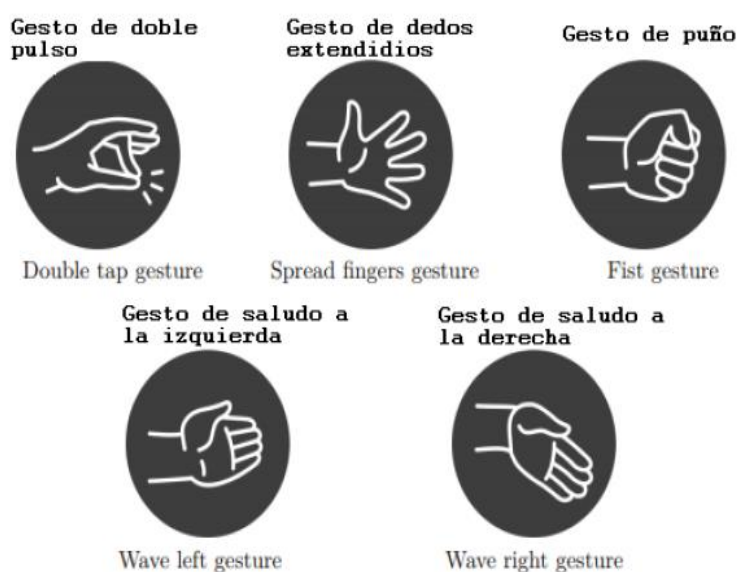 Gesto de doble
pulso
Gesto de dedos
extendidios
Gesto de puño
Double tap gesture
Spread fingers gesture
Fist gesture
Gesto de saludo a
la izquierda
Gesto de saludo a
la derecha
Wave left gesture
Wave right gesture